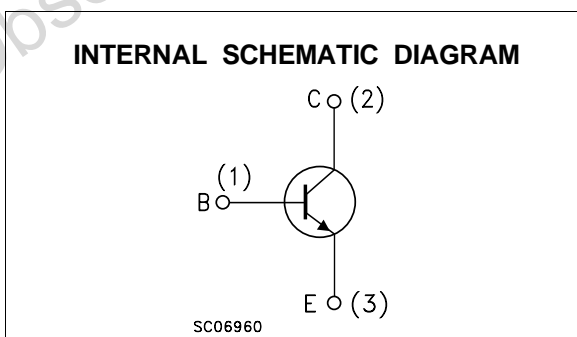 INTERNAL SCHEMATIC DIAGRAM
C (2)
(1)
B
E (3)
SC06960